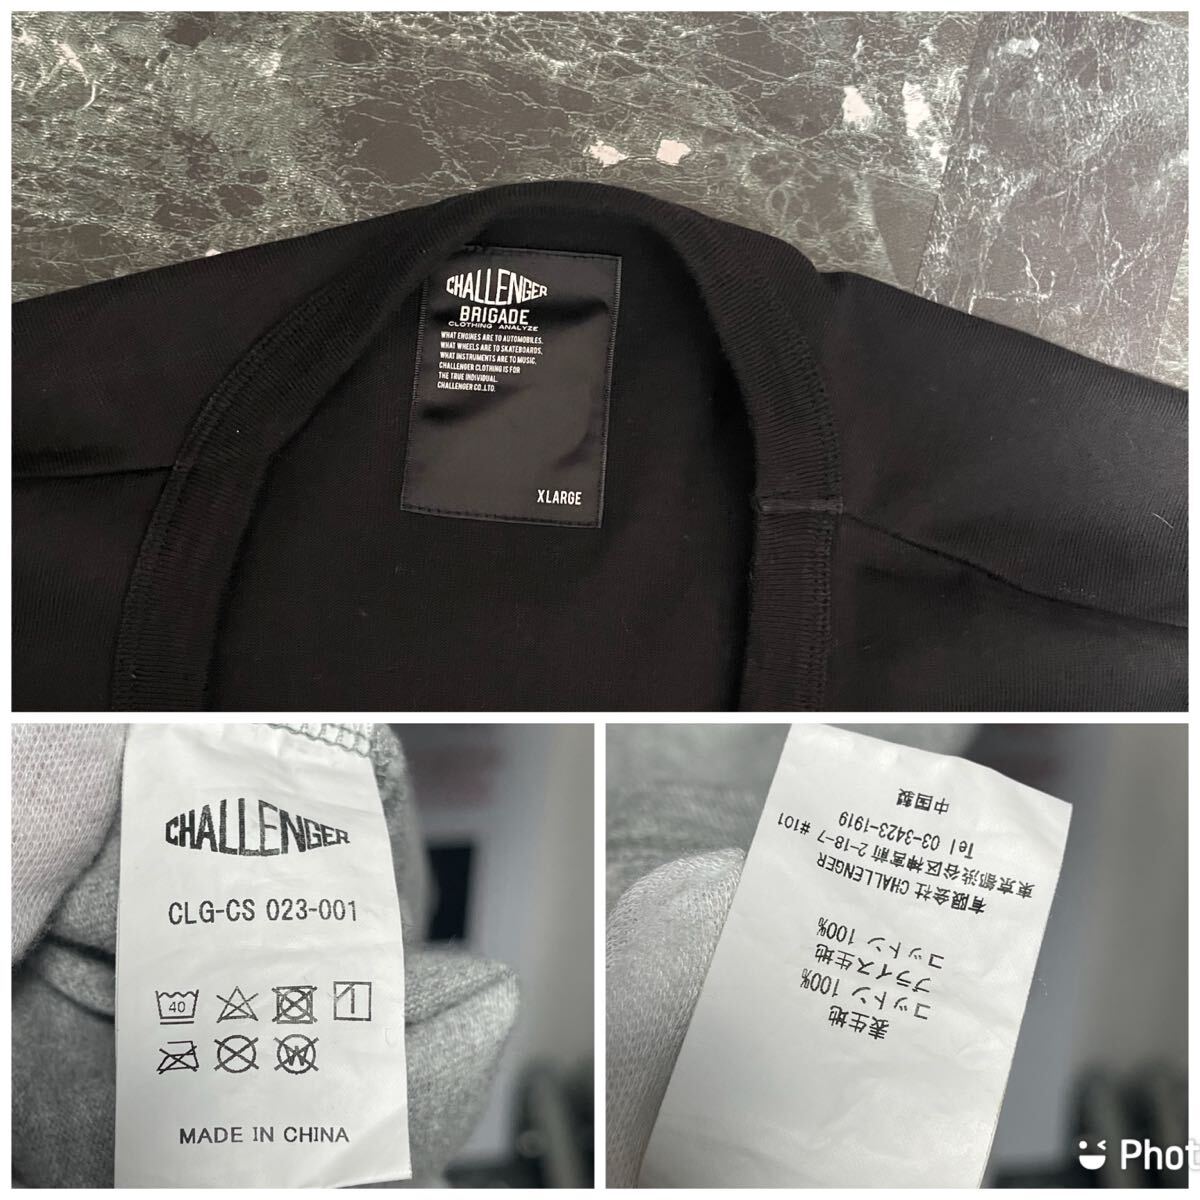 CHALLENGER
BRIGADE
CLOTHING ANALYZE
WHAT ENGINES ARE TO AUTOMOBILES.
WHAT WHEELS ARE TO SKATEBOARDS.
WHAT INSTRUMENTS ARE TO MUSIC.
CHALLENGER CLOTHING IS FOR
THE TRUE INDIVIDUAL.
CHALLENGER CO.,LTD.
XLARGE
CHALLENGER
CLG-CS 023-001
40
W
MADE IN CHINA
表生地
コットン 100%
ブライス生地
コットン 100%
有限会社 CHALLENGER
東京都渋谷区神宮前 2-18-7 #101
Tel 03-3423-1919
中国製
Phot